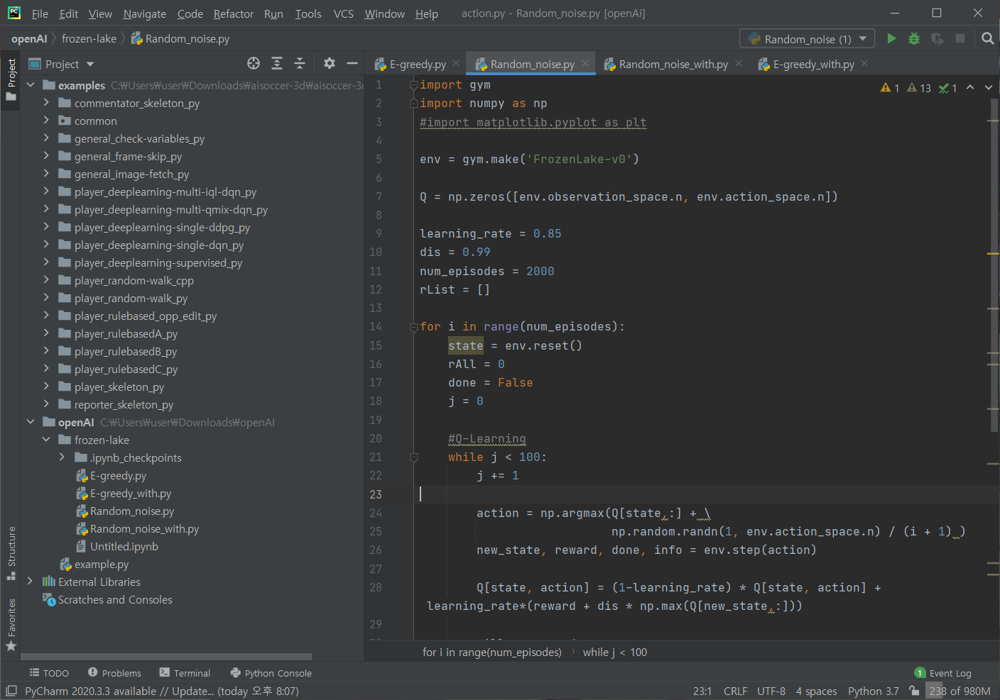 PC File Edit View Navigate Code Refactor Run Tools VCS Window Help action.py - Random_noise.py [openAi]
openAI frozen-lake Random_noise.py Random_noise (1)
Project
Project
E-greedy.py Random_noise.py Random_noise_with.py E-greedy_with.py
examples C:₩Users₩user₩Downloads₩aisoccer-3d₩aisoccer-3
commentator_skeleton_py
common
general_check-variables_py
general_frame-skip_py
general_image-fetch_py
player_deeplearning-multi-iql-dqn_py
player_deeplearning-multi-qmix-dqn_py
player_deeplearning-single-ddpg_py
player_deeplearning-single-dqn_py
player_deeplearning-supervised_py
player_random-walk_cpp
player_random-walk_py
player_rulebased_opp_edit_py
player_rulebasedA_py
player_rulebasedB_py
player_rulebasedC_py
player_skeleton_py
reporter_skeleton_py
openAI C:₩Users₩user₩Downloads₩openAI
frozen-lake
.ipynb_checkpoints
E-greedy.py
E-greedy_with.py
Random_noise.py
Random_noise_with.py
Untitled.ipynb
example.py
External Libraries
Scratches and Consoles
Structure
Favorites
1 13 1
1 import gym
2 import numpy as np
3 #import matplotlib.pyplot as plt
4
5 env = gym.make('FrozenLake-v0')
6
7 Q = np.zeros([env.observation_space.n, env.action_space.n])
8
9 learning_rate = 0.85
10 dis = 0.99
11 num_episodes = 2000
12 rList = []
13
14 for i in range(num_episodes):
15 state = env.reset()
16 rAll = 0
17 done = False
18 j = 0
19
20 #Q-Learning
21 while j < 100:
22 j += 1
23
24 action = np.argmax(Q[state,:] + \
25 np.random.randn(1, env.action_space.n) / (i + 1) )
26 new_state, reward, done, info = env.step(action)
27
28 Q[state, action] = (1-learning_rate) * Q[state, action] +
learning_rate*(reward + dis * np.max(Q[new_state,:]))
29
for i in range(num_episodes) while j < 100
TODO Problems Terminal Python Console 1 Event Log
PyCharm 2020.3.3 available // Update... (today 오후 8:07) 23:1 CRLF UTF-8 4 spaces Python 3.7 238 of 980M